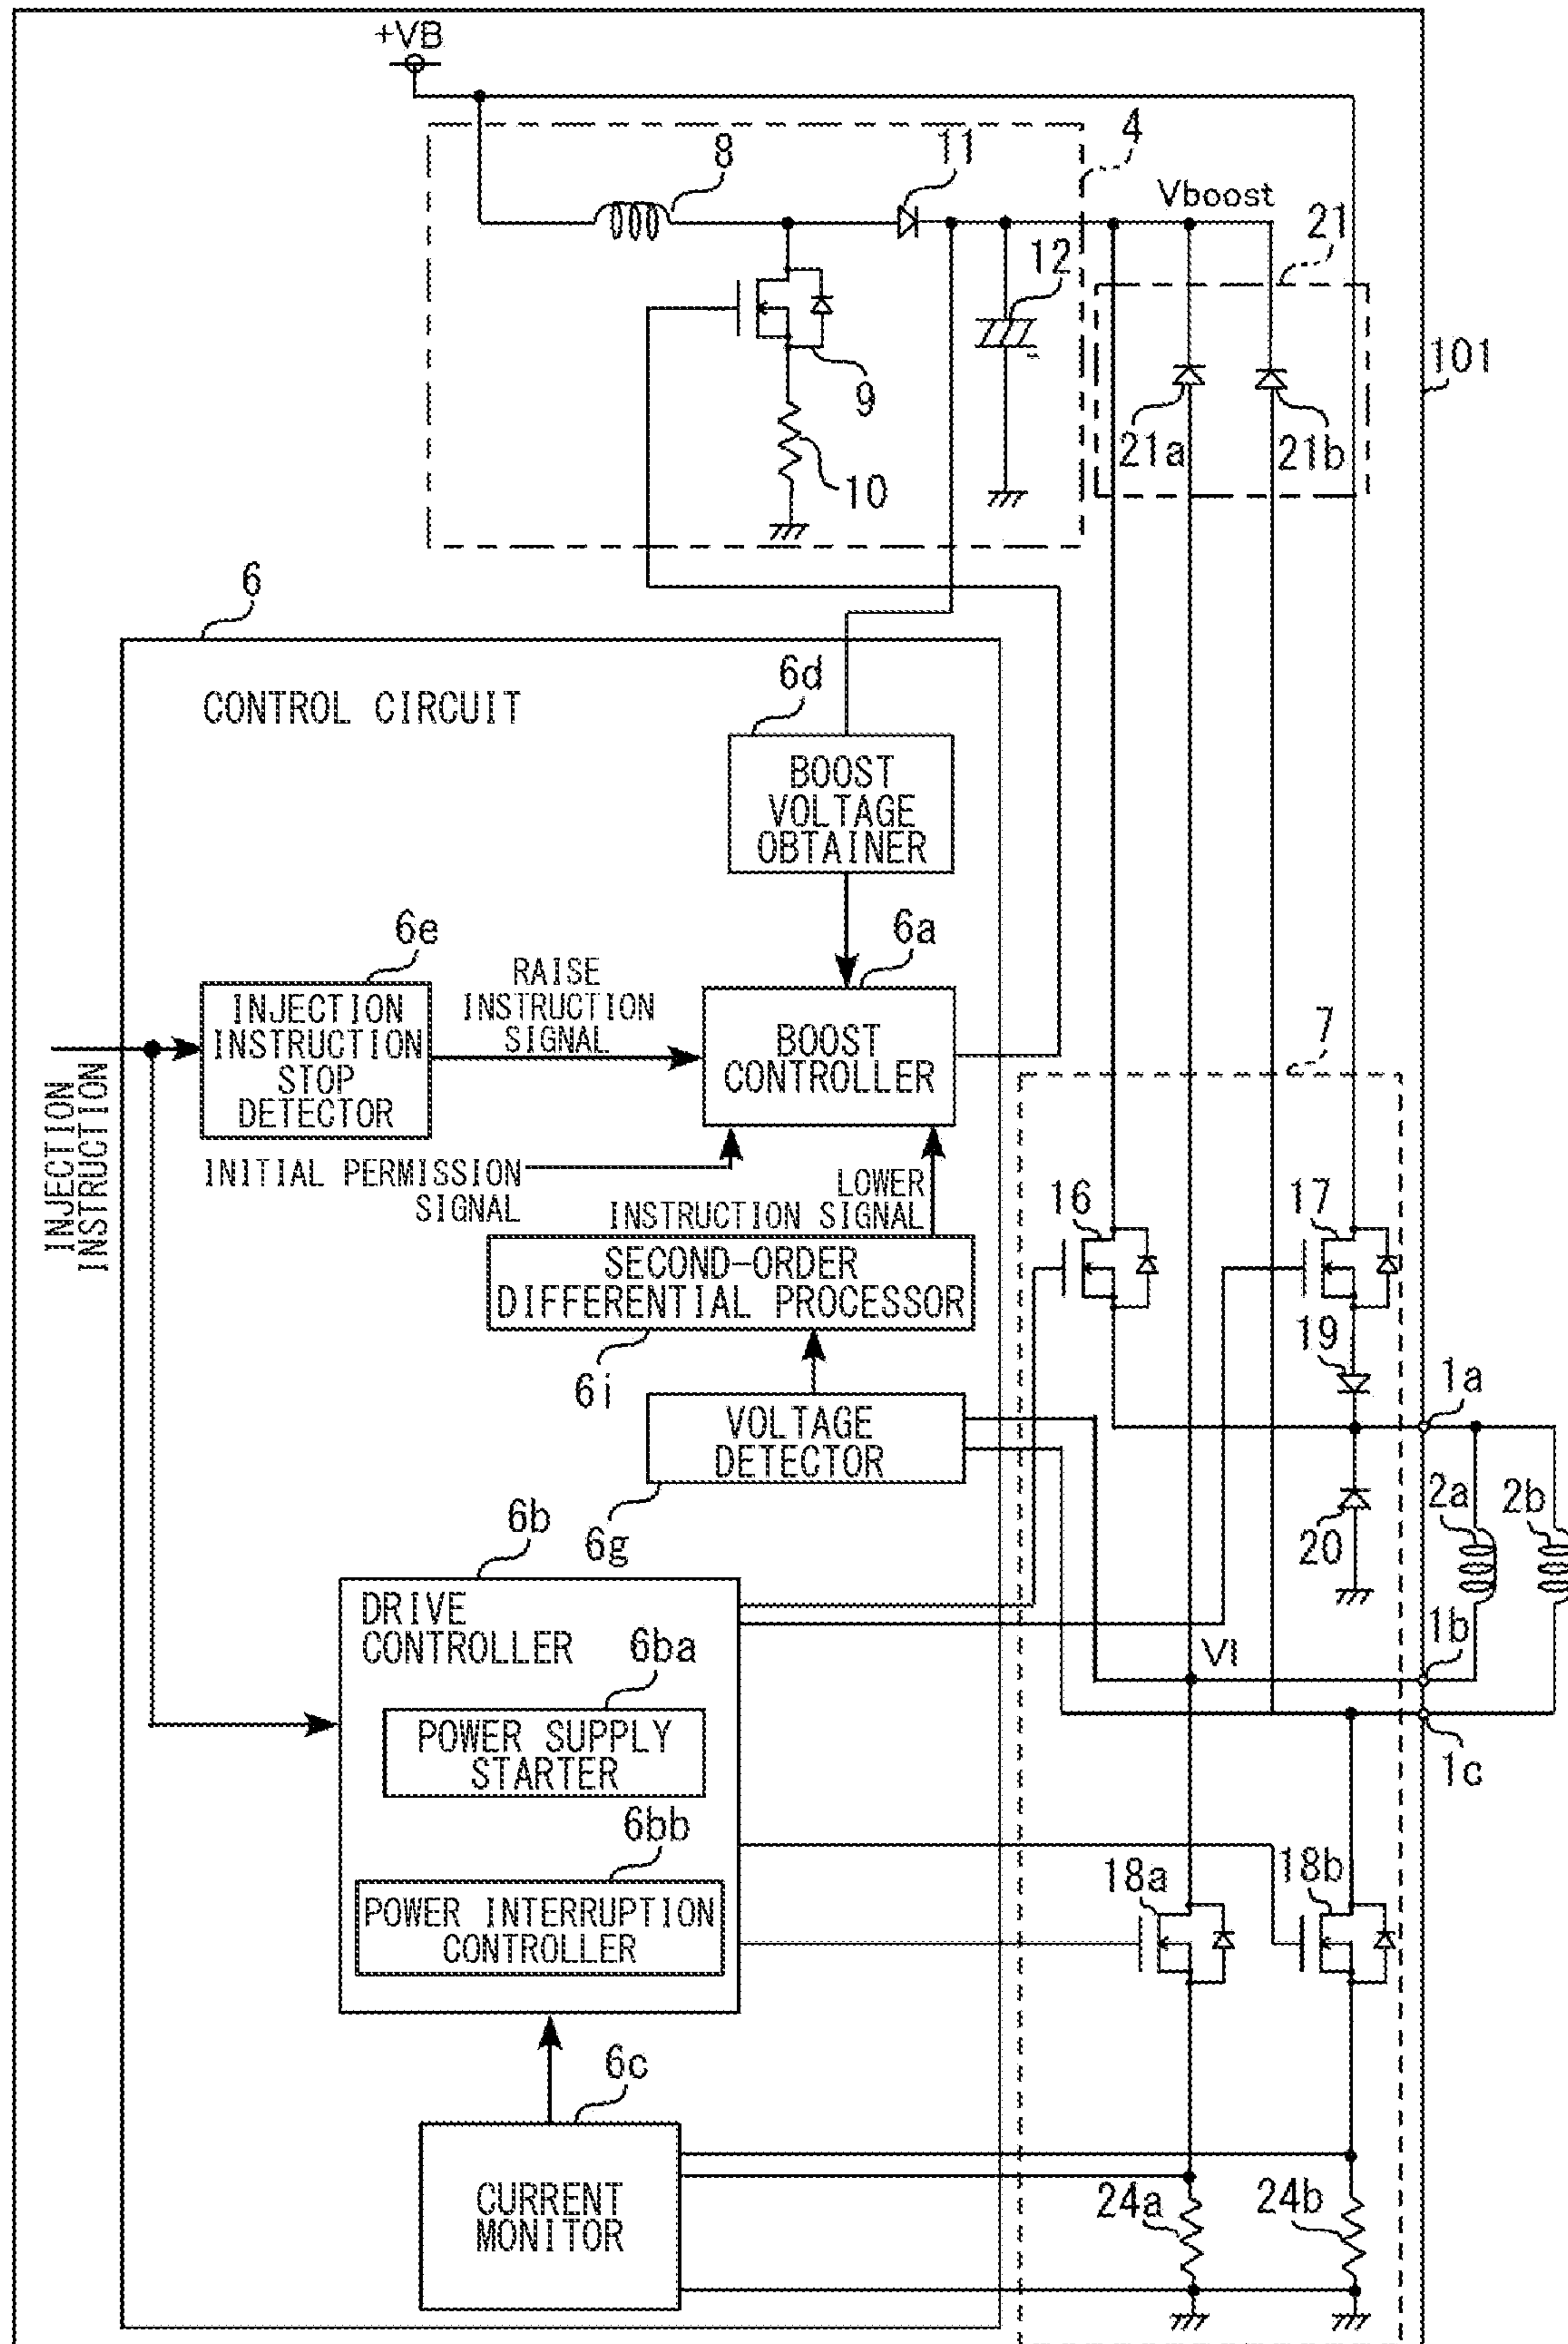 +VB
4
8
11
Vboost
21
12
9
10
21a
21b
101
6
CONTROL CIRCUIT
6d
BOOST
VOLTAGE
OBTAINER
6e
6a
INJECTION
INSTRUCTION
STOP
DETECTOR
RAISE
INSTRUCTION
SIGNAL
BOOST
CONTROLLER
7
INJECTION
INSTRUCTION
INITIAL PERMISSION
SIGNAL
LOWER
INSTRUCTION SIGNAL
16
17
SECOND-ORDER
DIFFERENTIAL PROCESSOR
6i
19
1a
VOLTAGE
DETECTOR
6g
2a
2b
20
6b
DRIVE
CONTROLLER
6ba
VI
1b
1c
POWER SUPPLY
STARTER
6bb
POWER INTERRUPTION
CONTROLLER
18a
18b
6c
CURRENT
MONITOR
24a
24b